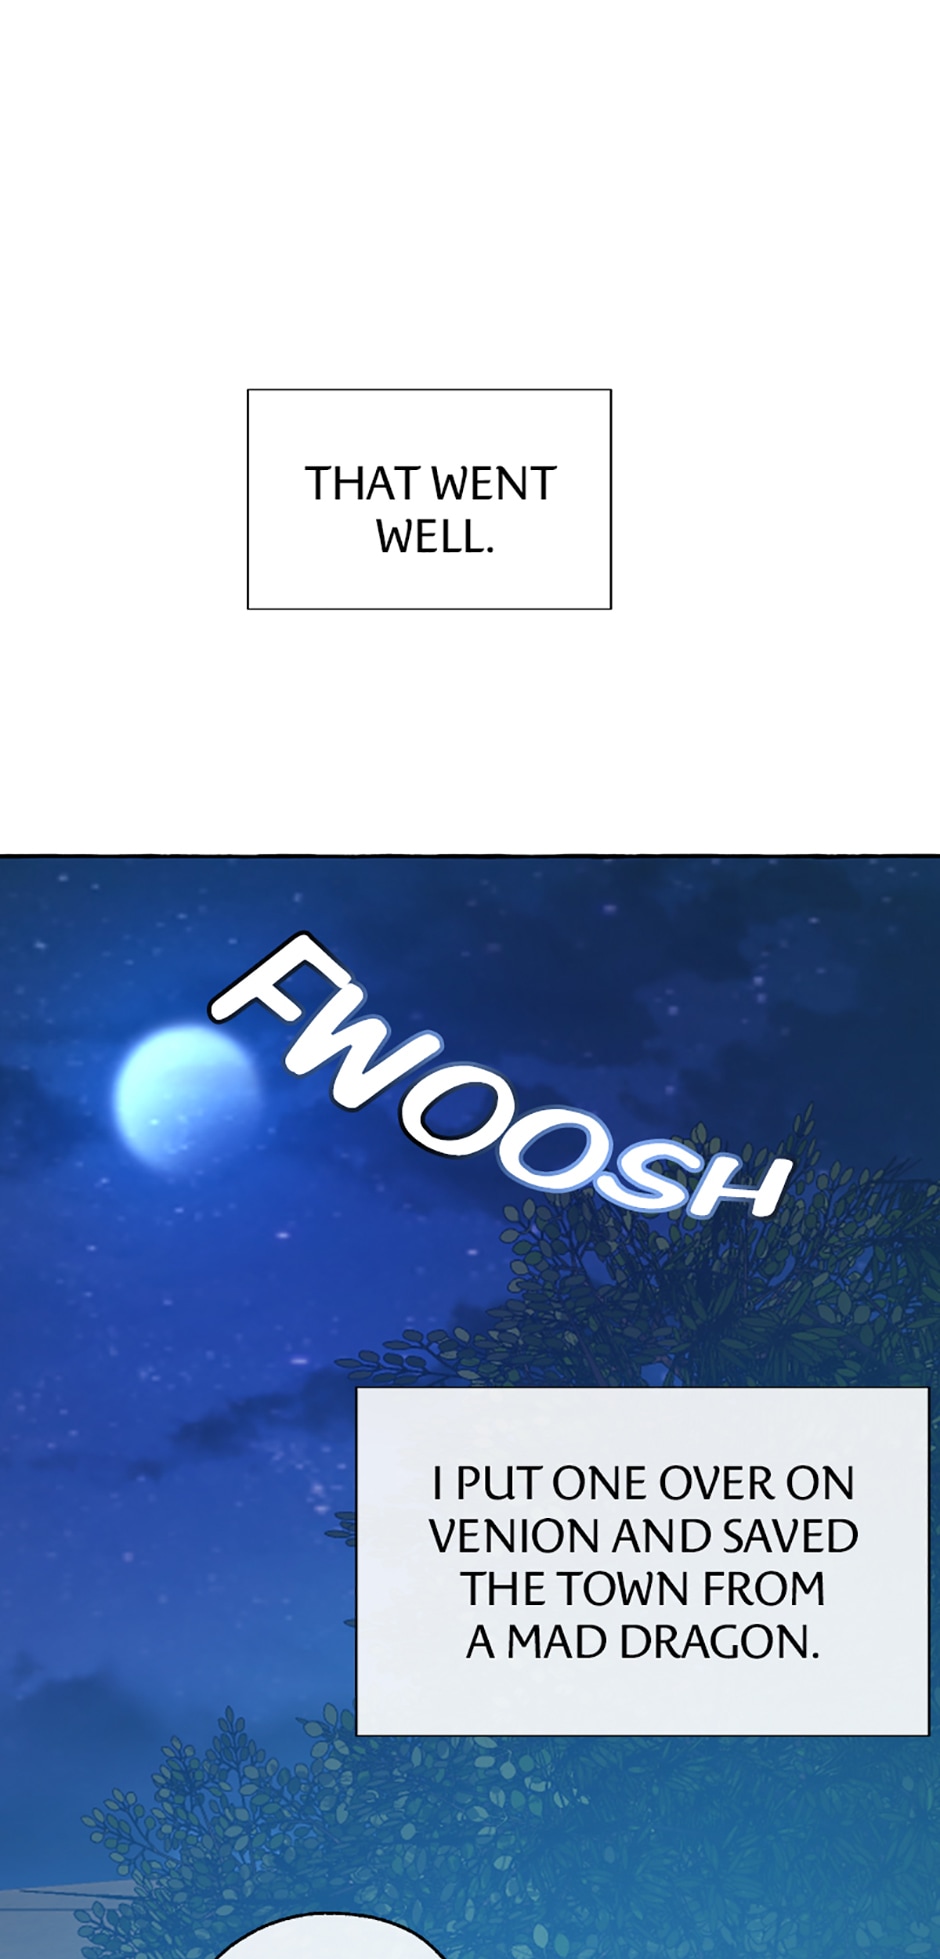 THAT WENT
WELL.
FWOOSH
I PUT ONE OVER ON
VENION AND SAVED
THE TOWN FROM
A MAD DRAGON.